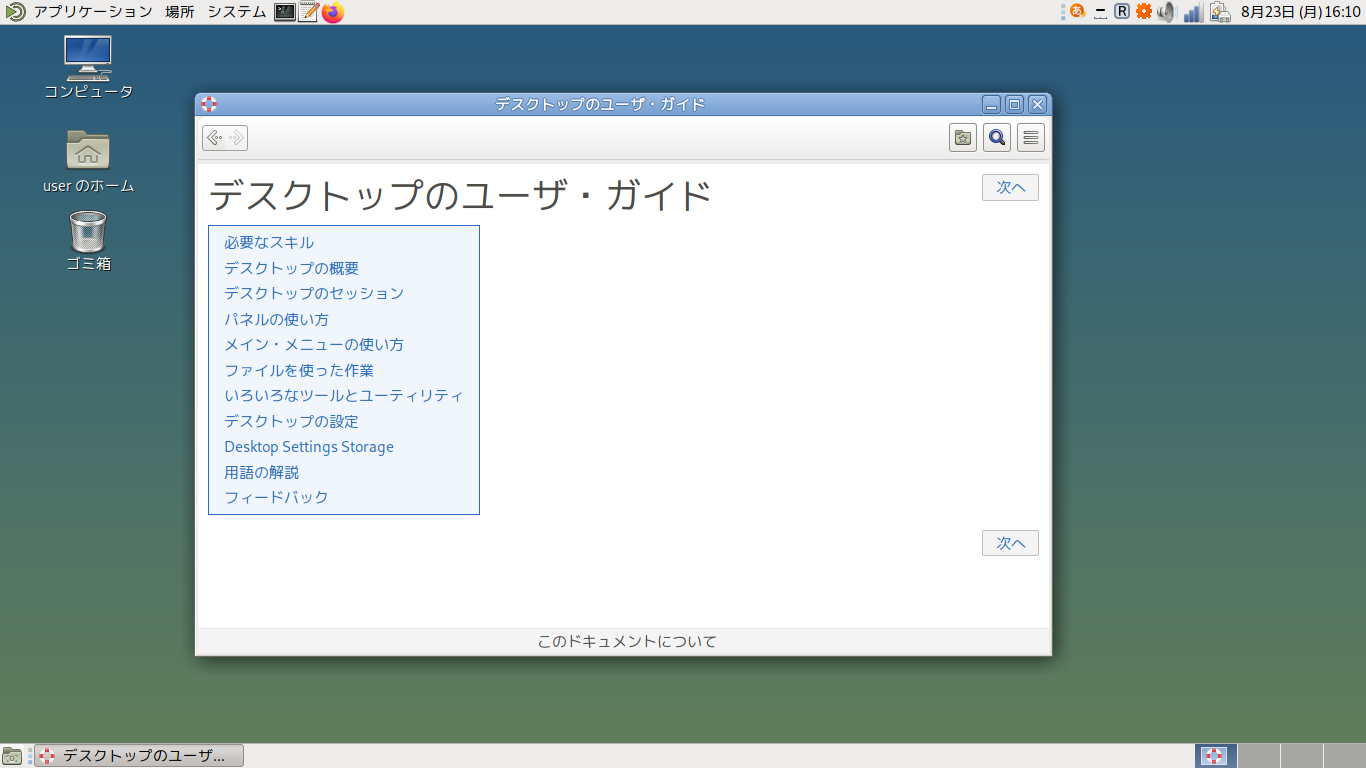 アプリケーション 場所 システム
あ R 8月23日 (月) 16:10
コンピュータ
user のホーム
ゴミ箱
デスクトップのユーザ・ガイド
デスクトップのユーザ・ガイド
次へ
必要なスキル
デスクトップの概要
デスクトップのセッション
パネルの使い方
メイン・メニューの使い方
ファイルを使った作業
いろいろなツールとユーティリティ
デスクトップの設定
Desktop Settings Storage
用語の解説
フィードバック
次へ
このドキュメントについて
デスクトップのユーザ...